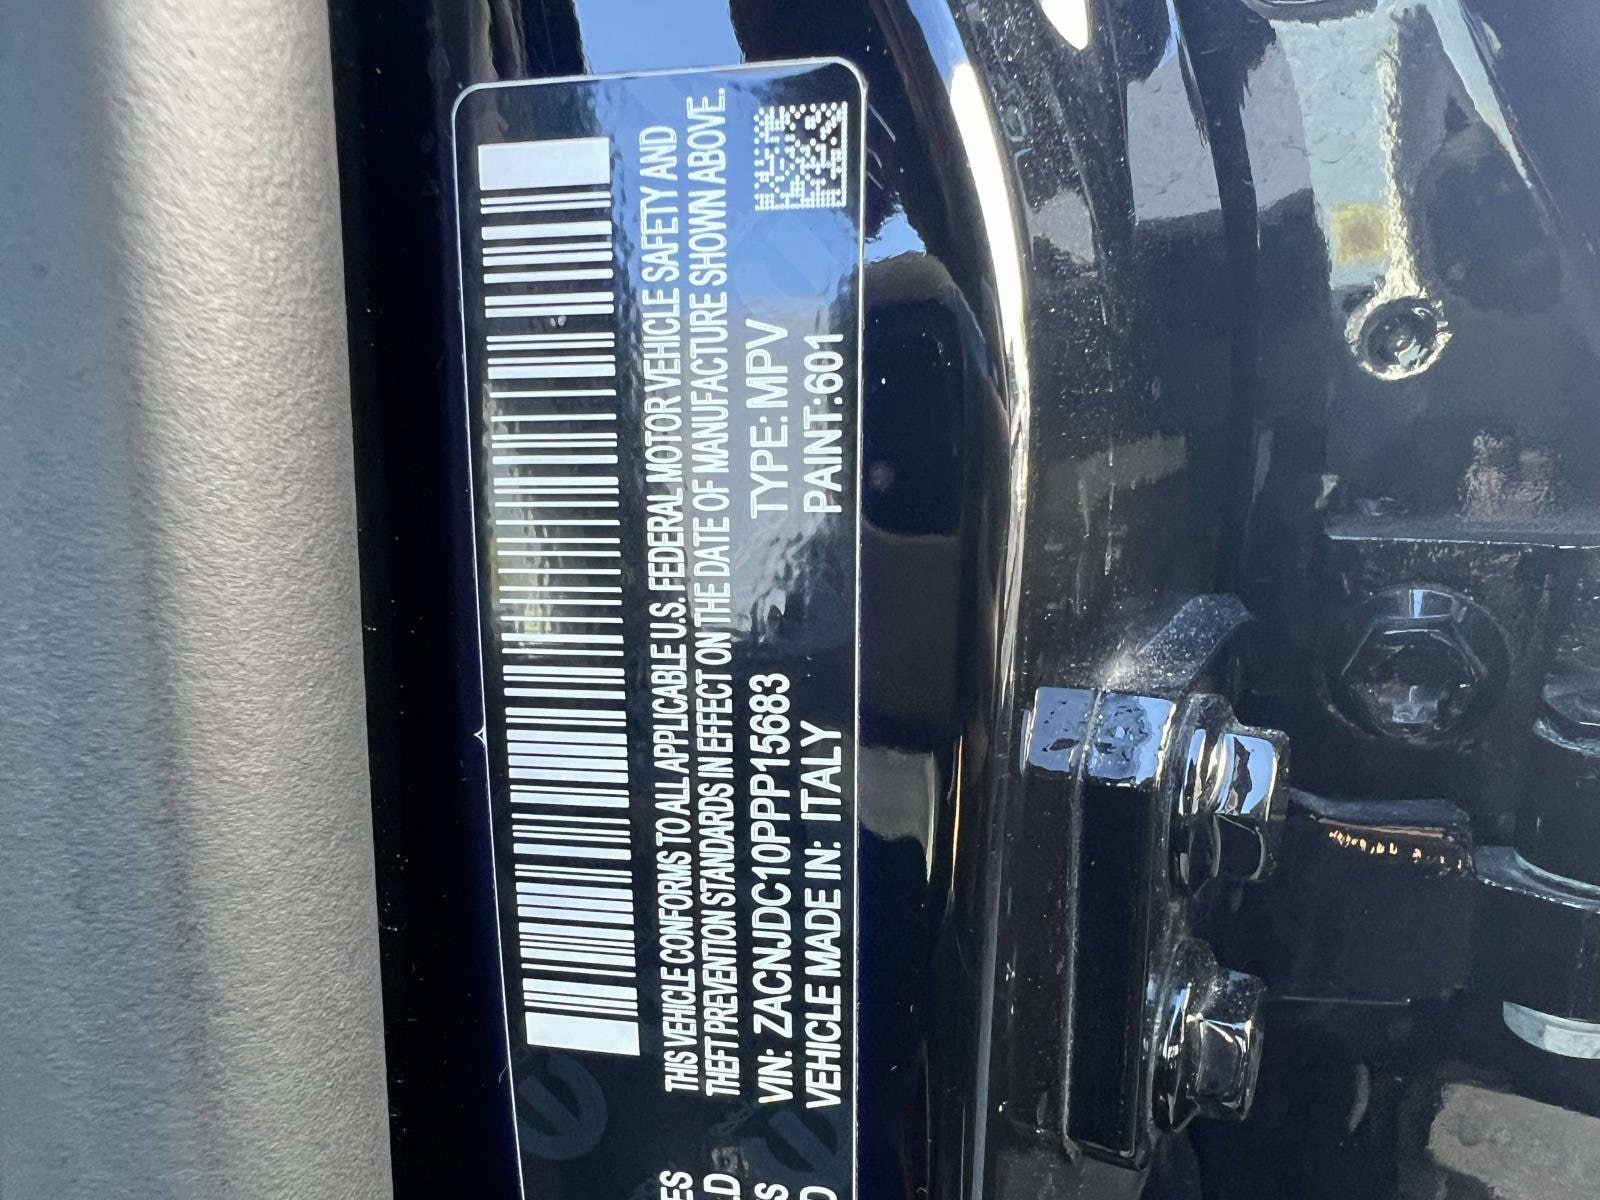 THIS VEHICLE CONFORMS TO ALL APPLICABLE U.S. FEDERAL MOTOR VEHICLE SAFETY AND
THEFT PREVENTION STANDARDS IN EFFECT ON THE DATE OF MANUFACTURE SHOWN ABOVE.
VIN: ZACNJDC10PPP15683 TYPE: MPV
VEHICLE MADE IN: ITALY PAINT:601